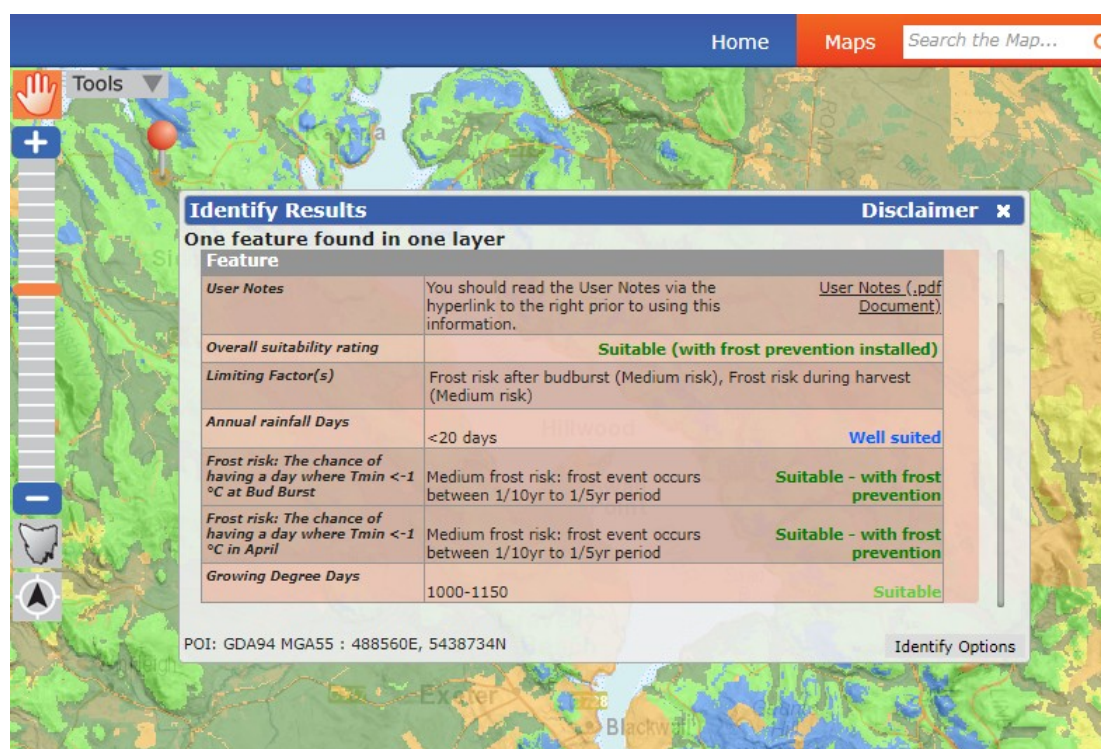 Home Maps Search the Map...
Tools
Kayena
ROAD
Identify Results Disclaimer x
One feature found in one layer
Feature
User Notes You should read the User Notes via the User Notes (.pdf
hyperlink to the right prior to using this Document)
information.
Overall suitability rating Suitable (with frost prevention installed)
Limiting Factor(s) Frost risk after budburst (Medium risk), Frost risk during harvest
(Medium risk)
Annual rainfall Days
<20 days Well suited
Hillwood
Frost risk: The chance of
having a day where Tmin <-1 Medium frost risk: frost event occurs Suitable - with frost
°C at Bud Burst between 1/10yr to 1/5yr period prevention
Frost risk: The chance of
having a day where Tmin <-1 Medium frost risk: frost event occurs Suitable - with frost
°C in April between 1/10yr to 1/5yr period prevention
Growing Degree Days
1000-1150 Suitable
POI: GDA94 MGA55 : 488560E, 5438734N Identify Options
Exeter
Blackwall